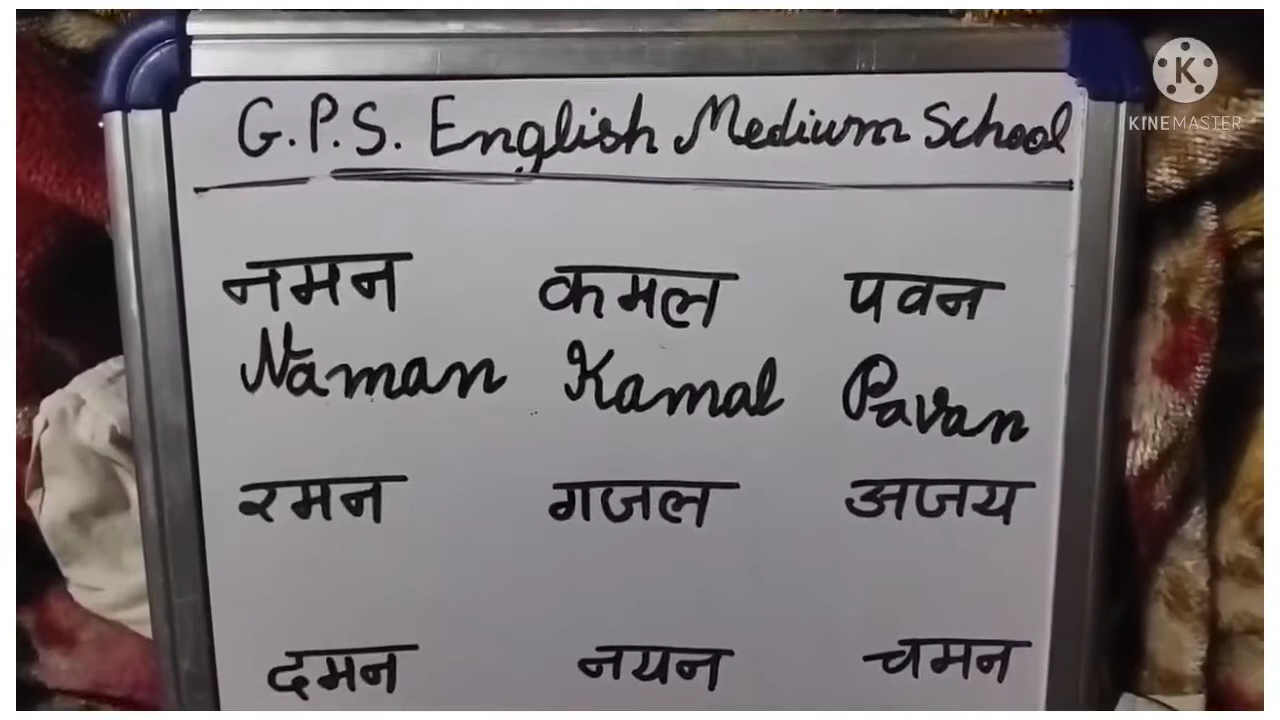 G.P.S. English Medium School
नमन कमल पवन
Naman Kamal Pavan
रमन गजल अजय
दमन नयन चमन
K
KINEMASTER